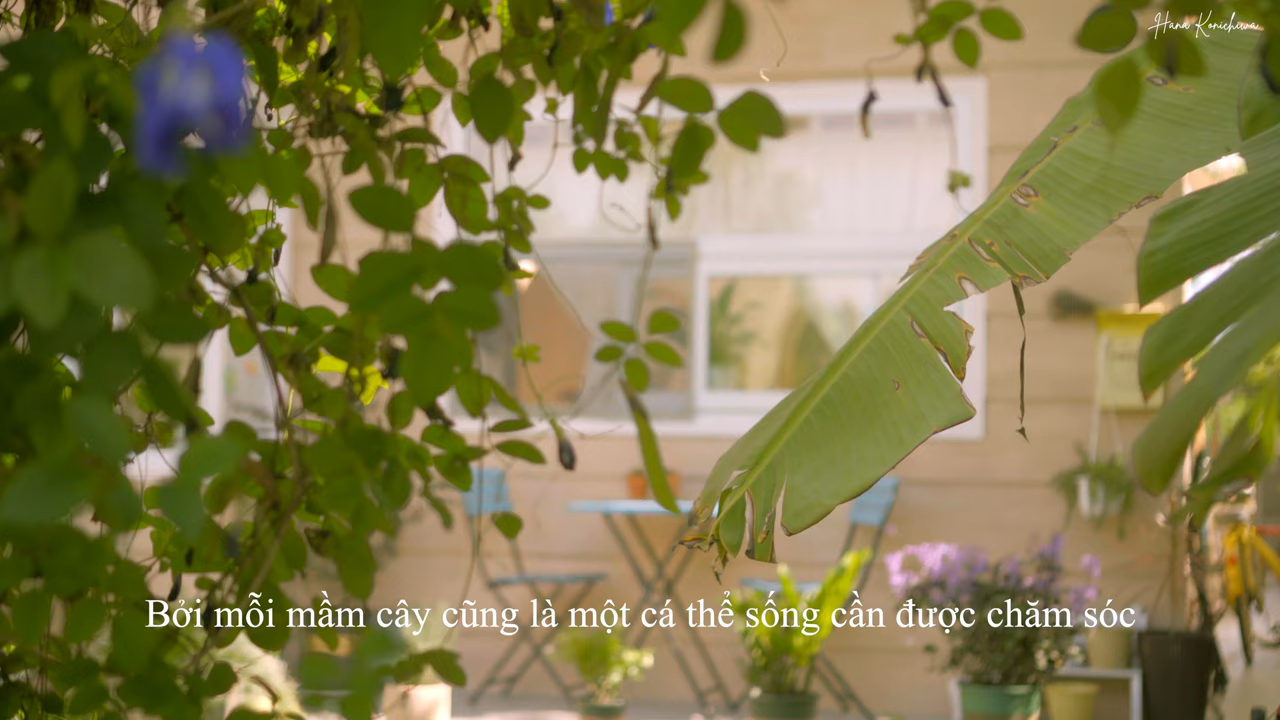 Hana Konichiwa
Bởi mỗi mầm cây cũng là một cá thể sống cần được chăm sóc